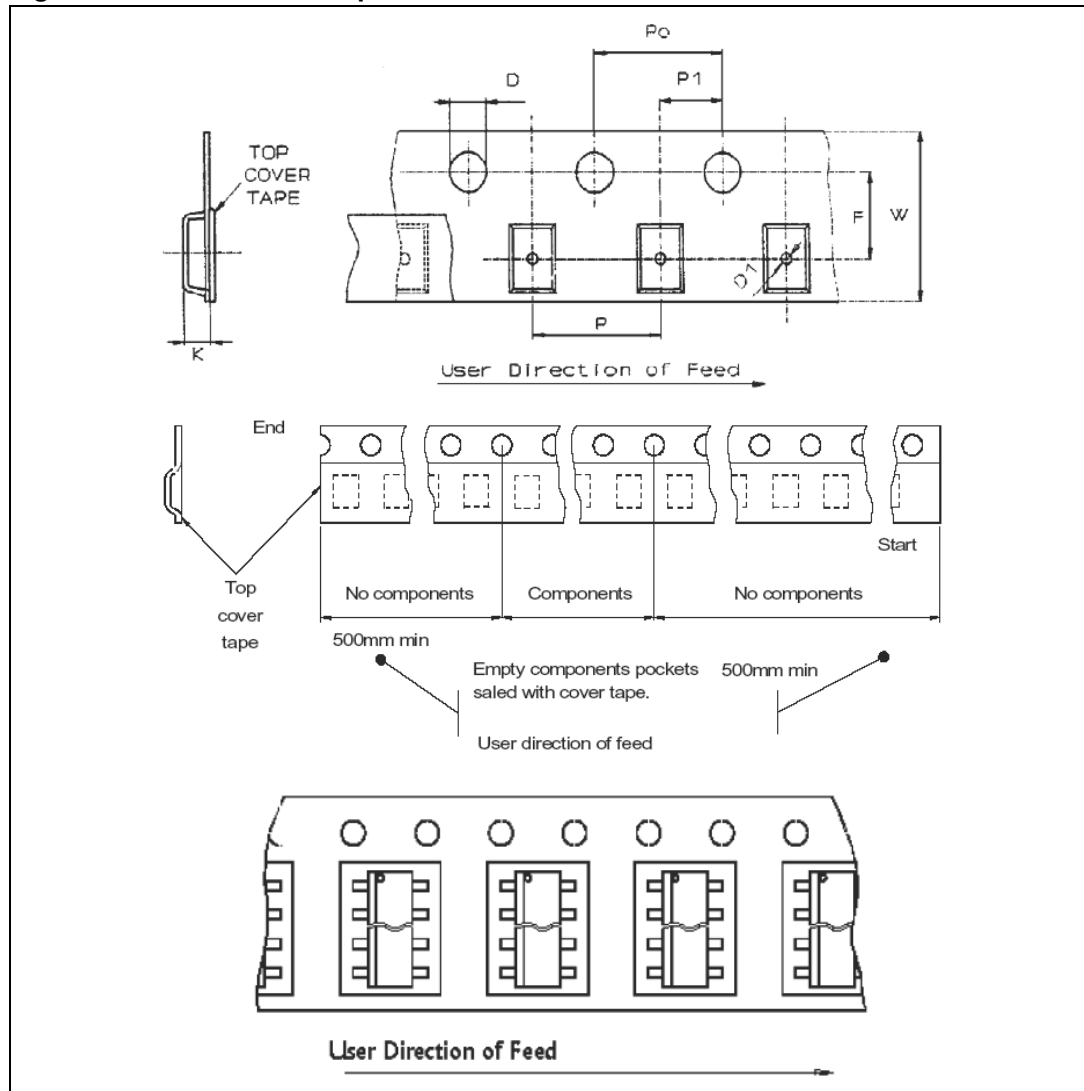 Po
D
P1
TOP
COVER
TAPE
F
W
D1
P
K
User Direction of Feed
End
Start
Top
cover
tape
No components
Components
No components
500mm min
Empty components pockets
saled with cover tape.
500mm min
User direction of feed
User Direction of Feed